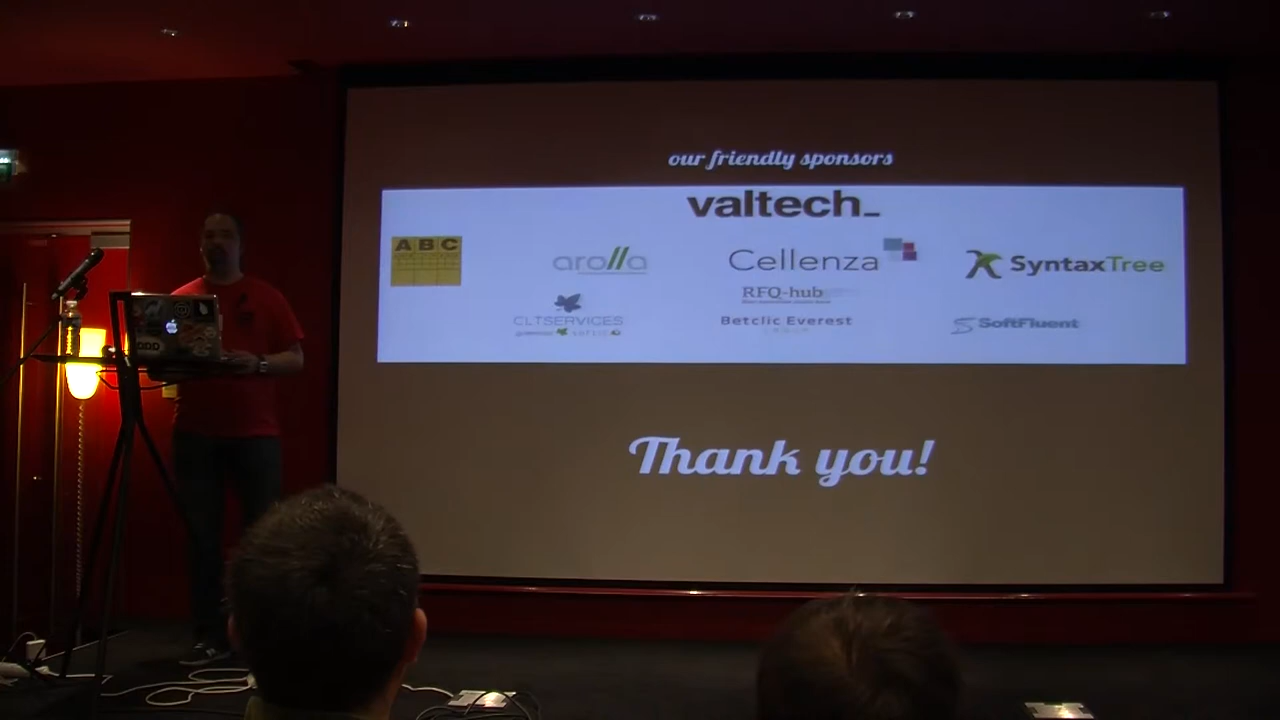 our friendly sponsors
valtech_
ABC
arolla
Cellenza
SyntaxTree
RFQ-hub
CLTSERVICES
Betclic Everest
SoftFluent
Thank you!